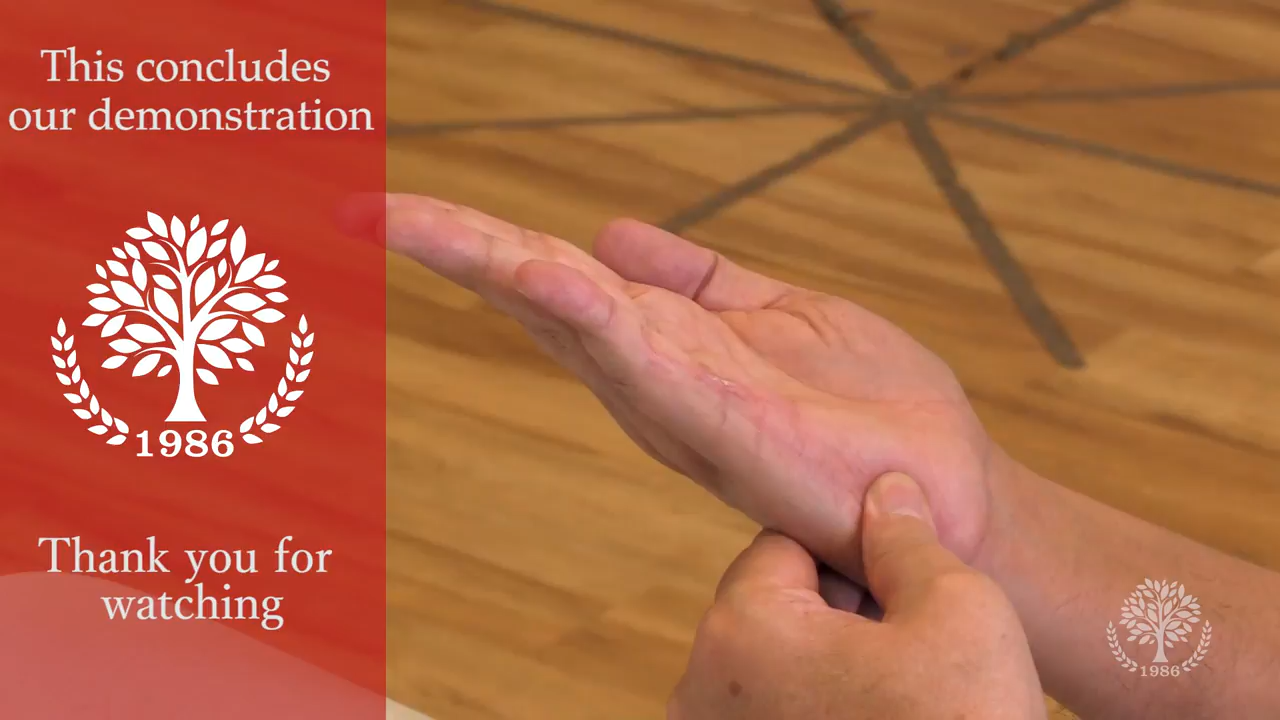 This concludes
our demonstration
1986
Thank you for
watching
1986